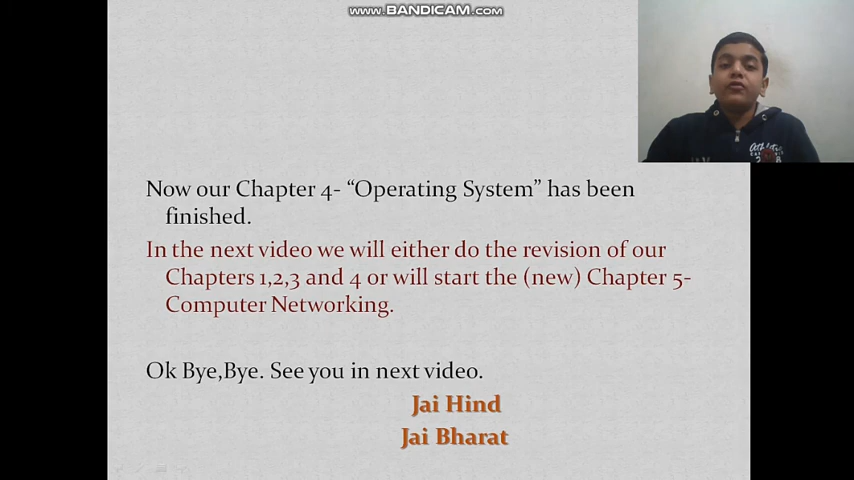 www.BANDICAM.com
Now our Chapter 4- “Operating System” has been
finished.
In the next video we will either do the revision of our
Chapters 1,2,3 and 4 or will start the (new) Chapter 5-
Computer Networking.
Ok Bye,Bye. See you in next video.
Jai Hind
Jai Bharat